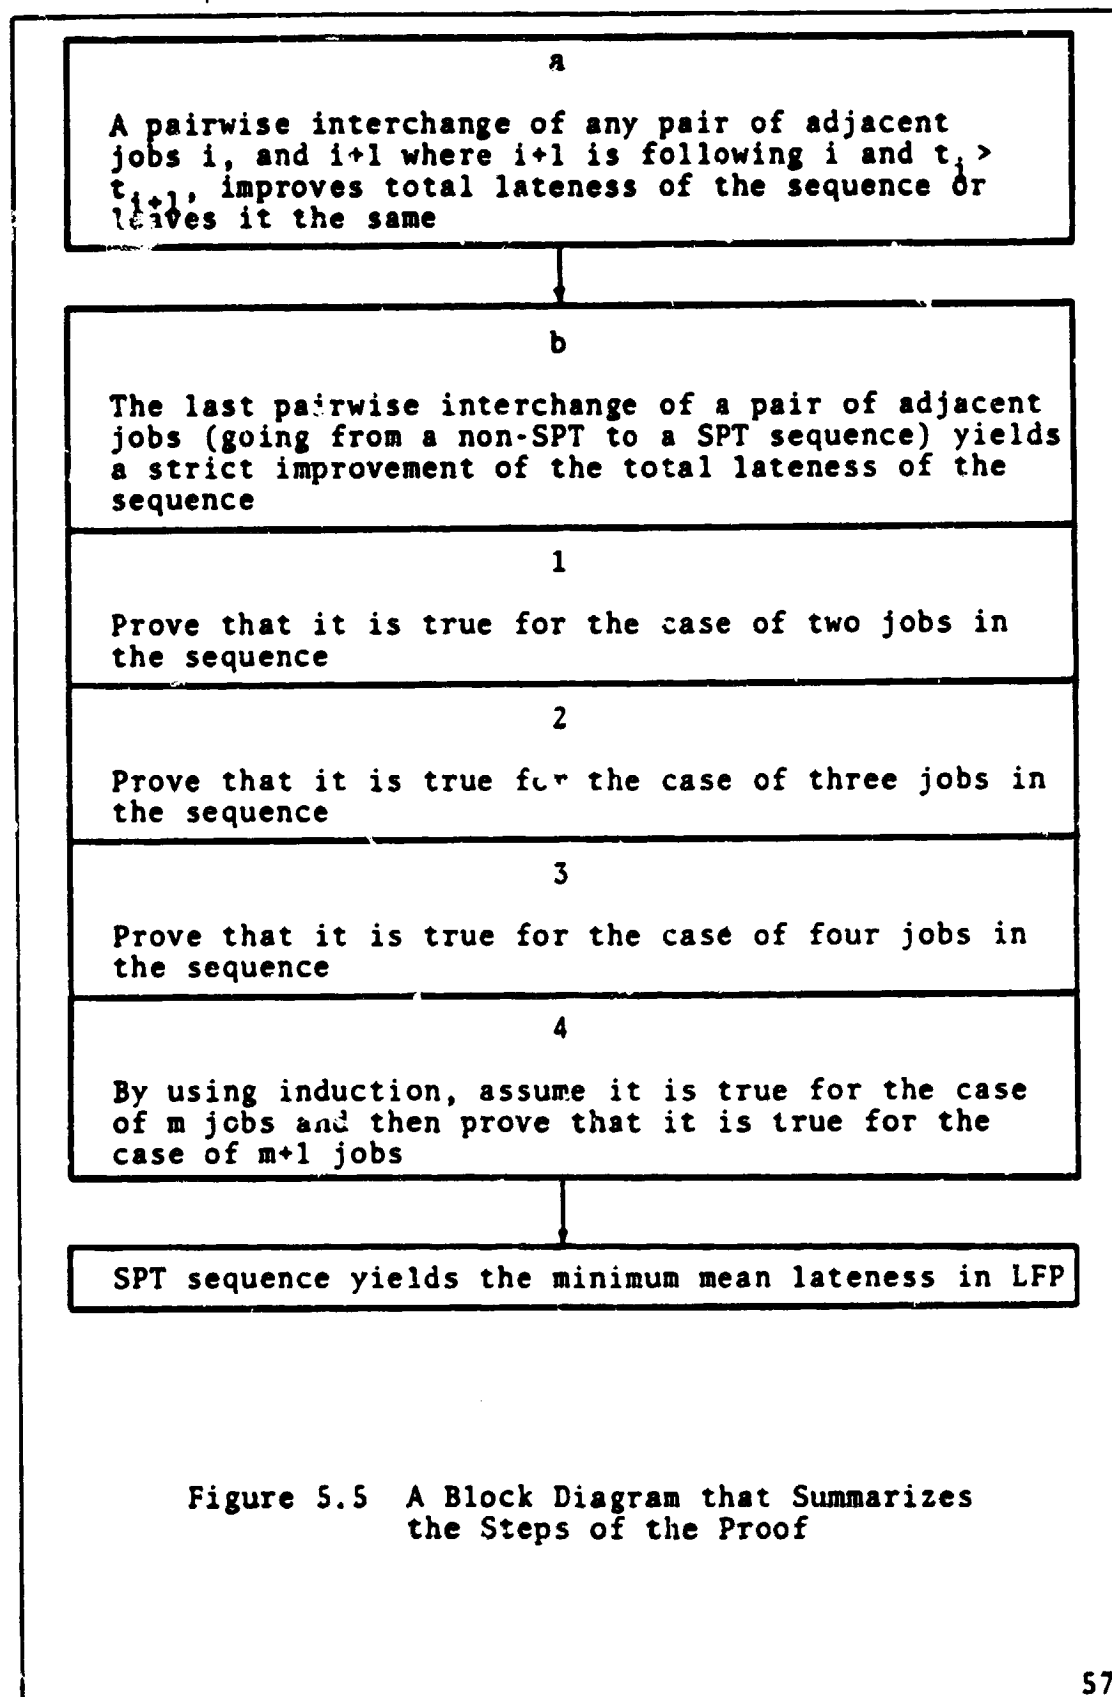 a
A pairwise interchange of any pair of adjacent
jobs i, and i+1 where i+1 is following i and t_i >
t_{i+1}, improves total lateness of the sequence or
leaves it the same
b
The last pairwise interchange of a pair of adjacent
jobs (going from a non-SPT to a SPT sequence) yields
a strict improvement of the total lateness of the
sequence
1
Prove that it is true for the case of two jobs in
the sequence
2
Prove that it is true for the case of three jobs in
the sequence
3
Prove that it is true for the case of four jobs in
the sequence
4
By using induction, assume it is true for the case
of m jobs and then prove that it is true for the
case of m+1 jobs
SPT sequence yields the minimum mean lateness in LFP
Figure 5.5 A Block Diagram that Summarizes
the Steps of the Proof
57